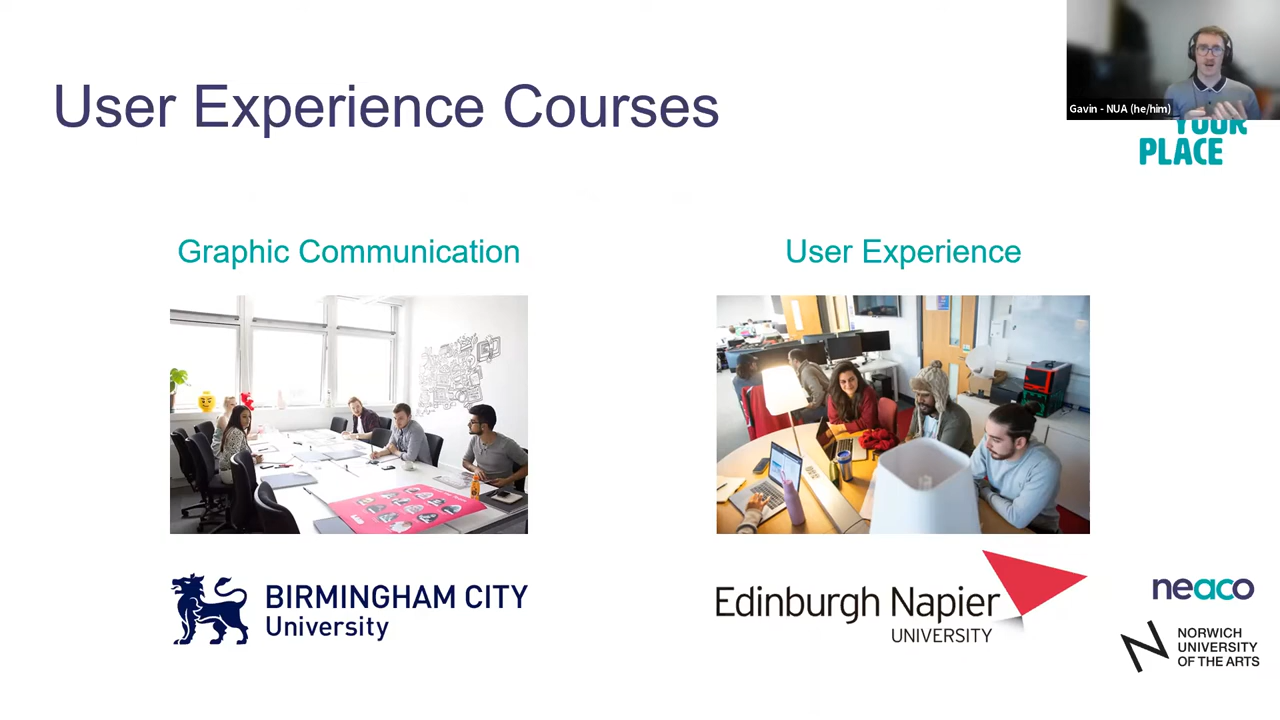 User Experience Courses
Gavin - NUA (he/him)
YOUR
PLACE
Graphic Communication
User Experience
BIRMINGHAM CITY
University
Edinburgh Napier
UNIVERSITY
neaco
NORWICH
UNIVERSITY
OF THE ARTS